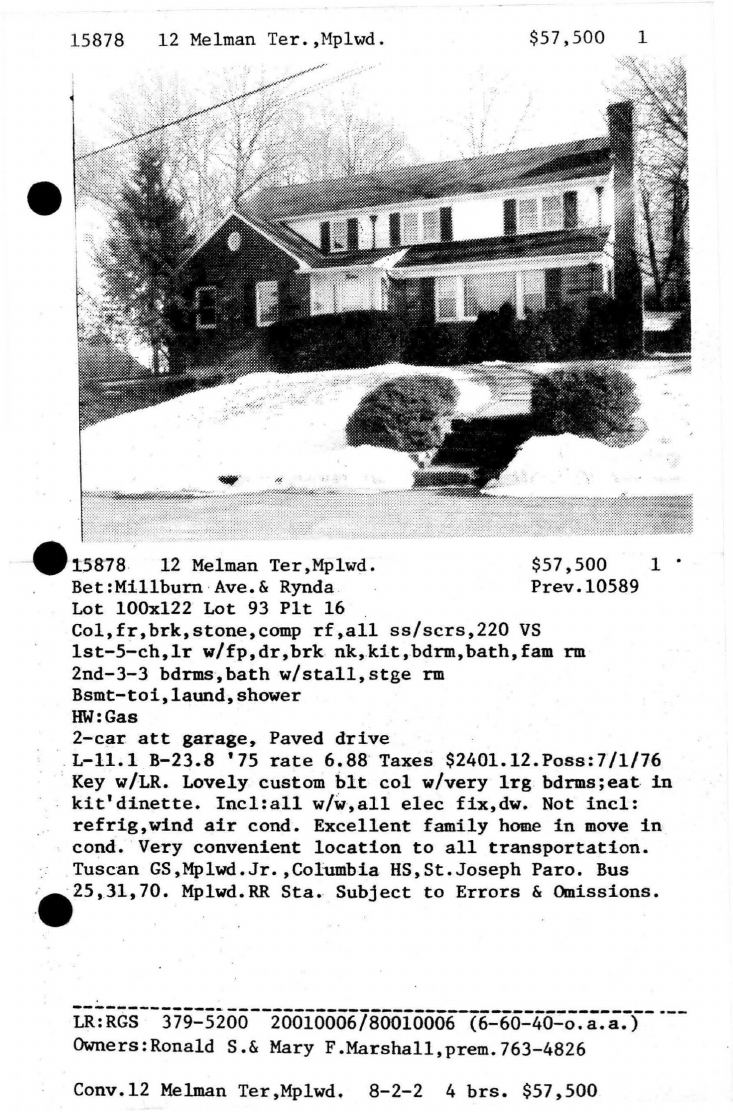 15878 12 Melman Ter.,Mplwd. $57,500 1
15878 12 Melman Ter,Mplwd. $57,500 1
Bet:Millburn Ave.& Rynda Prev.10589
Lot 100x122 Lot 93 Plt 16
Col,fr,brk,stone,comp rf,all ss/scrs,220 VS
1st-5-ch,lr w/fp,dr,brk nk,kit,bdrm,bath,fam rm
2nd-3-3 bdrms,bath w/stall,stge rm
Bsmt-toi,laund,shower
HW:Gas
2-car att garage, Paved drive
L-11.1 B-23.8 '75 rate 6.88 Taxes $2401.12.Poss:7/1/76
Key w/LR. Lovely custom blt col w/very lrg bdrms;eat in
kit'dinette. Incl:all w/w,all elec fix,dw. Not incl:
refrig,wind air cond. Excellent family home in move in
cond. Very convenient location to all transportation.
Tuscan GS,Mplwd.Jr.,Columbia HS,St.Joseph Paro. Bus
25,31,70. Mplwd.RR Sta. Subject to Errors & Omissions.
LR:RGS 379-5200 20010006/80010006 (6-60-40-o.a.a.)
Owners:Ronald S.& Mary F.Marshall,prem.763-4826
Conv.12 Melman Ter,Mplwd. 8-2-2 4 brs. $57,500